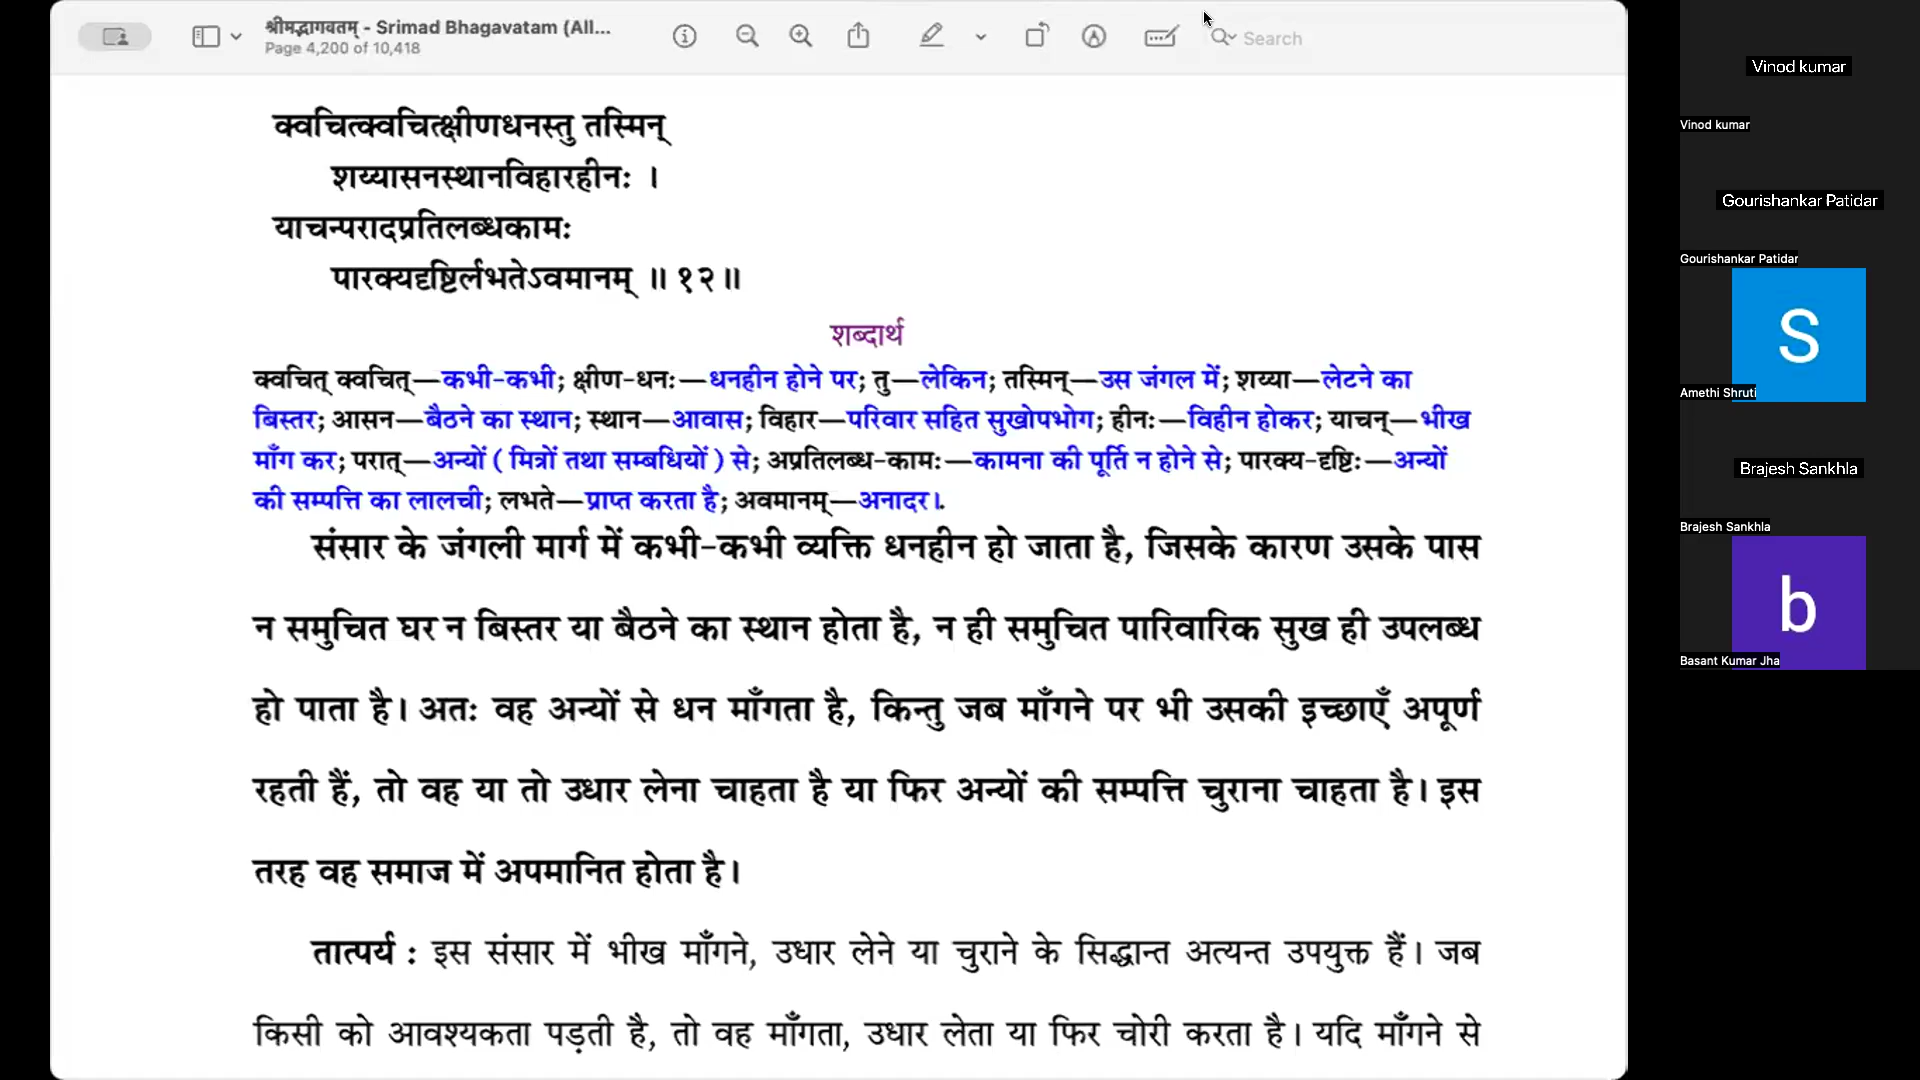 श्रीमद्भागवतम् - Srimad Bhagavatam (All...
Page 4,200 of 10,418
Search
क्वचित्क्वचित्क्षीणधनस्तु तस्मिन्
शय्यासनस्थानविहारहीनः ।
याचन्परादप्रतिलब्धकामः
पारक्यदृष्टिर्लभतेऽवमानम् ॥ १२॥
शब्दार्थ
क्वचित् क्वचित्—कभी-कभी; क्षीण-धनः—धनहीन होने पर; तु—लेकिन; तस्मिन्—उस जंगल में; शय्या—लेटने का
बिस्तर; आसन—बैठने का स्थान; स्थान—आवास; विहार—परिवार सहित सुखोपभोग; हीनः—विहीन होकर; याचन्—भीख
माँग कर; परात्—अन्यों ( मित्रों तथा सम्बधियों ) से; अप्रतिलब्ध-कामः—कामना की पूर्ति न होने से; पारक्य-दृष्टिः—अन्यों
की सम्पत्ति का लालची; लभते—प्राप्त करता है; अवमानम्—अनादर।.
संसार के जंगली मार्ग में कभी-कभी व्यक्ति धनहीन हो जाता है, जिसके कारण उसके पास
न समुचित घर न बिस्तर या बैठने का स्थान होता है, न ही समुचित पारिवारिक सुख ही उपलब्ध
हो पाता है। अतः वह अन्यों से धन माँगता है, किन्तु जब माँगने पर भी उसकी इच्छाएँ अपूर्ण
रहती हैं, तो वह या तो उधार लेना चाहता है या फिर अन्यों की सम्पत्ति चुराना चाहता है। इस
तरह वह समाज में अपमानित होता है।
तात्पर्य : इस संसार में भीख माँगने, उधार लेने या चुराने के सिद्धान्त अत्यन्त उपयुक्त हैं। जब
किसी को आवश्यकता पड़ती है, तो वह माँगता, उधार लेता या फिर चोरी करता है। यदि माँगने से
Vinod kumar
Vinod kumar
Gourishankar Patidar
Gourishankar Patidar
S
Amethi Shruti
Brajesh Sankhla
Brajesh Sankhla
b
Basant Kumar Jha